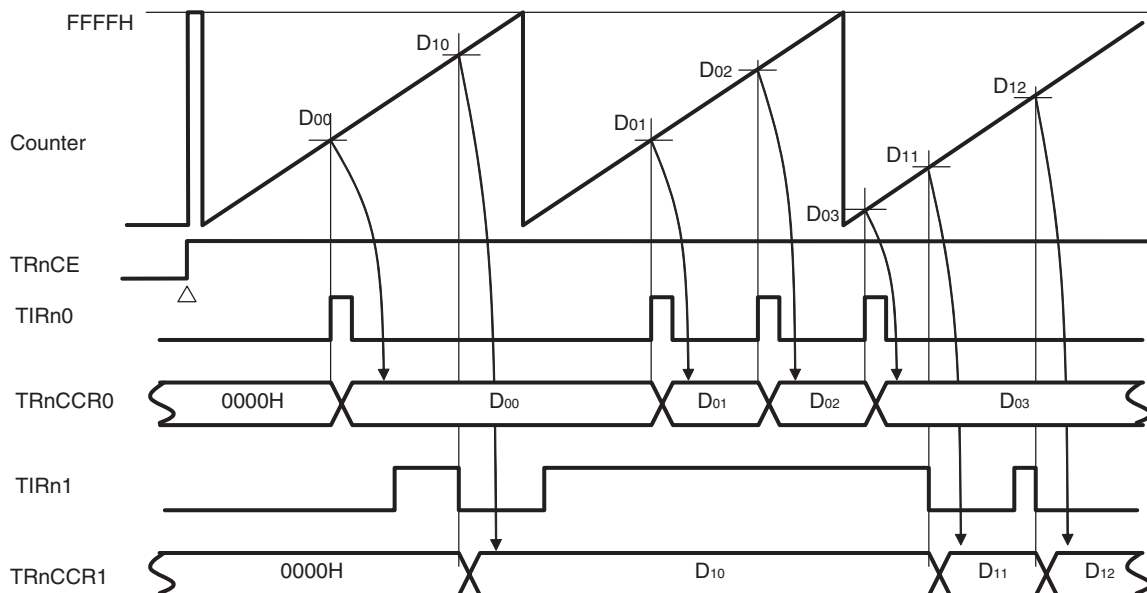 FFFFH
D10
D02
D12
D00
D01
Counter
D11
D03
TRnCE
TIRn0
TRnCCR0 0000H D00 D01 D02 D03
TIRn1
TRnCCR1 0000H D10 D11 D12